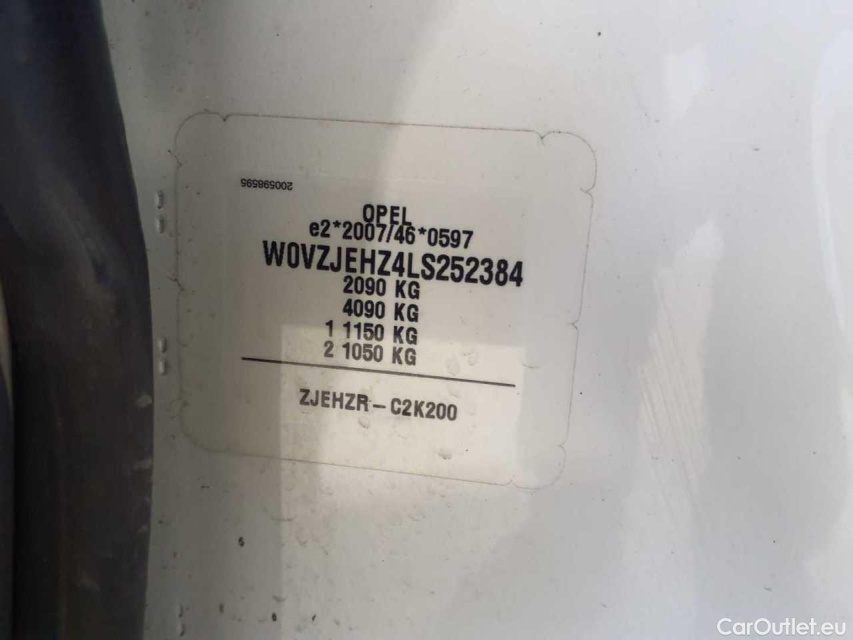 200598595
OPEL
e2*2007/46*0597
W0VZJEHZ4LS252384
2090 KG
4090 KG
1 1150 KG
2 1050 KG
ZJEHZR-C2K200
CarOutlet.eu